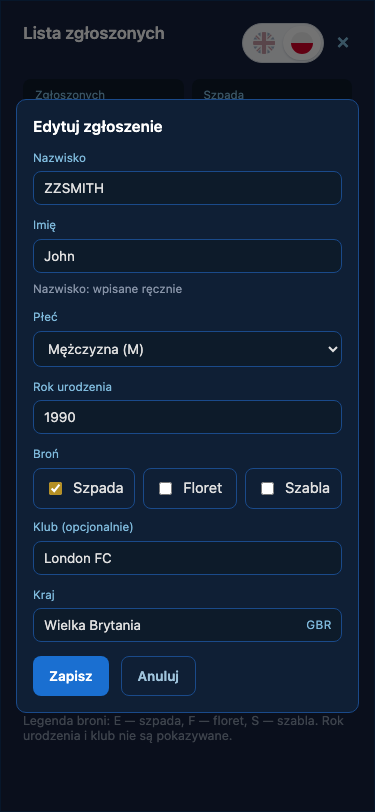 Lista zgłoszonych
×
Zgłoszonych
Szpada
Edytuj zgłoszenie
Nazwisko
ZZSMITH
Imię
John
Nazwisko: wpisane ręcznie
Płeć
Mężczyzna (M)
Rok urodzenia
1990
Broń
Szpada
Floret
Szabla
Klub (opcjonalnie)
London FC
Kraj
Wielka Brytania GBR
Zapisz
Anuluj
Legenda broni: E — szpada, F — floret, S — szabla. Rok
urodzenia i klub nie są pokazywane.